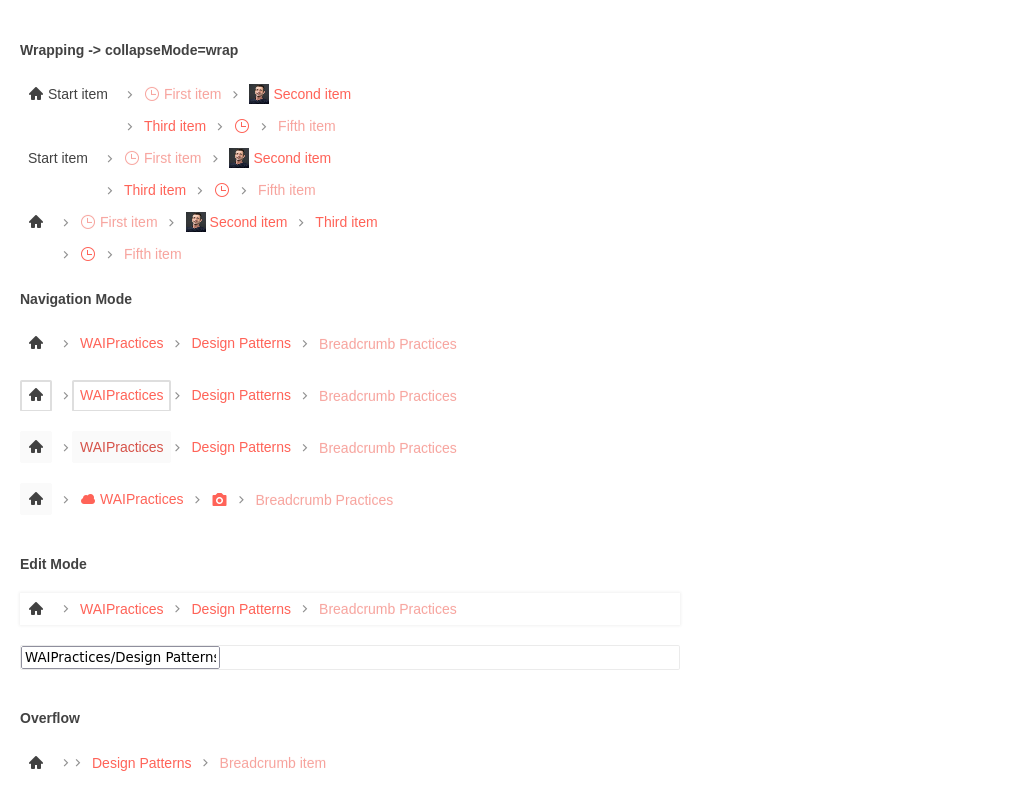 Wrapping -> collapseMode=wrap
Start item First item Second item
Third item Fifth item
Start item First item Second item
Third item Fifth item
First item Second item Third item
Fifth item
Navigation Mode
WAIPractices Design Patterns Breadcrumb Practices
WAIPractices Design Patterns Breadcrumb Practices
WAIPractices Design Patterns Breadcrumb Practices
WAIPractices Breadcrumb Practices
Edit Mode
WAIPractices Design Patterns Breadcrumb Practices
WAIPractices/Design Patterns
Overflow
Design Patterns Breadcrumb item